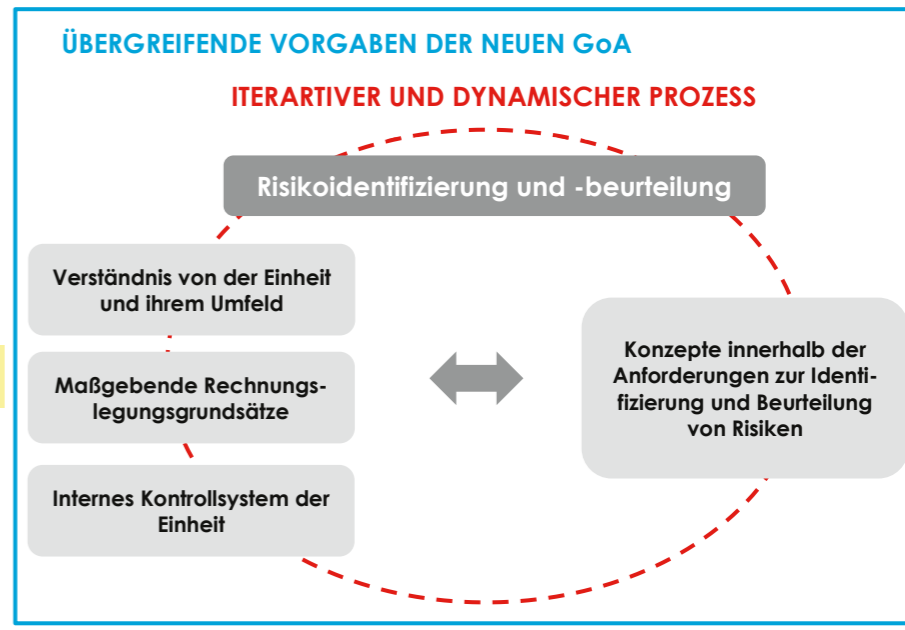 ÜBERGREIFENDE VORGABEN DER NEUEN GoA
ITERARTIVER UND DYNAMISCHER PROZESS
Risikoidentifizierung und -beurteilung
Verständnis von der Einheit
und ihrem Umfeld
Maßgebende Rechnungs-
legungsgrundsätze
Internes Kontrollsystem der
Einheit
Konzepte innerhalb der
Anforderungen zur Identi-
fizierung und Beurteilung
von Risiken